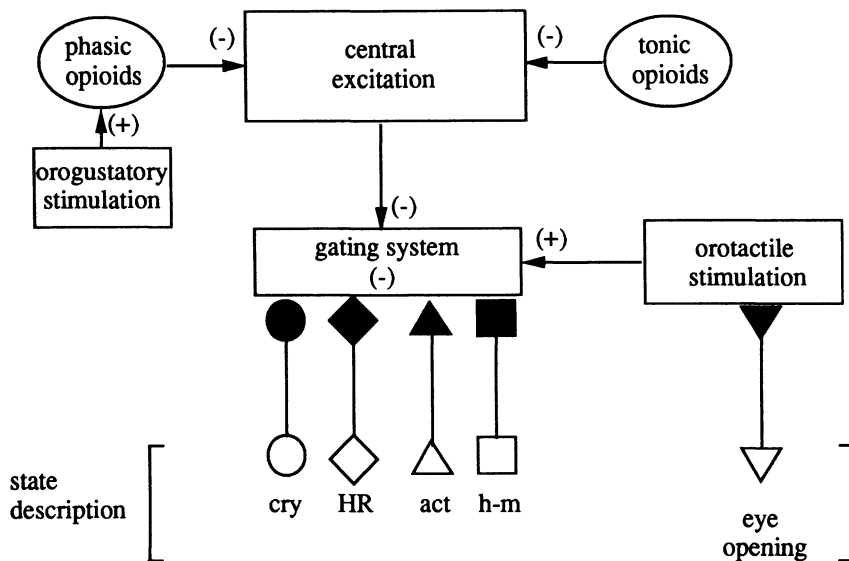 phasic
opioids
(-)
central
excitation
(-)
tonic
opioids
(+)
orogustatory
stimulation
(-)
gating system
(-)
(+)
orotactile
stimulation
state
description
cry
HR
act
h-m
eye
opening